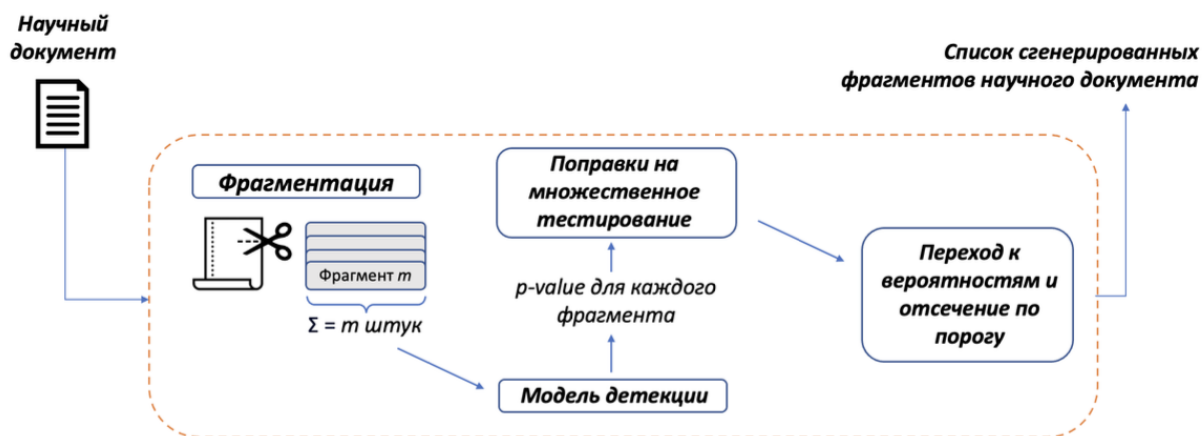 Научный
документ
Список сгенерированных
фрагментов научного документа
Фрагментация
Фрагмент m
Σ = m штук
Поправки на
множественное
тестирование
p-value для каждого
фрагмента
Модель детекции
Переход к
вероятностям и
отсечение по
порогу